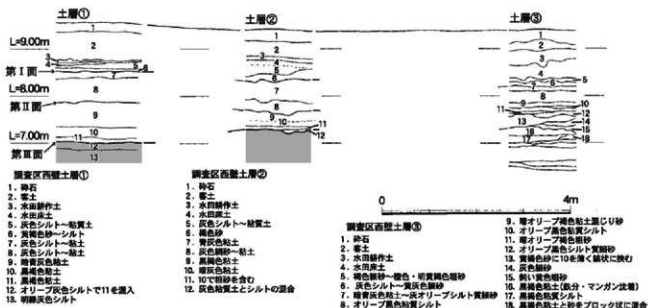 土層①
土層②
土層③
L=9.00m
第Ⅰ面
L=8.00m
第Ⅱ面
L=7.00m
第Ⅲ面
調査区西壁土層①
1. 砕石
2. 客土
3. 水田耕作土
4. 水田床土
5. 灰色シルト～粘質土
6. 黄褐色砂～シルト
7. 灰色シルト～粘土
8. 灰色シルト～粘土
9. 暗青灰色粘土
10. 黒褐色粘土
11. 黒褐色粘土
12. オリーブ灰色シルトで11を混入
13. 明緑灰色シルト
調査区西壁土層②
1. 砕石
2. 客土
3. 水田耕作土
4. 水田床土
5. 灰色シルト～粘質土
6. 褐色砂
7. 青灰色粘土
8. 灰色細砂～粘土
9. 黒褐色粘土
10. 暗灰色粘土
11. 10で粗砂を含む
12. 灰色粘質土とシルトの混合
0
4m
調査区西壁土層③
1. 砕石
2. 客土
3. 水田耕作土
4. 水田床土
5. 灰色細砂～橙色・明黄褐色粗砂
6. 灰色シルト～黄灰色細砂
7. 暗青灰色粘土～灰オリーブシルト質細砂
8. オリーブ黒色粘質シルト
9. 暗オリーブ褐色粘土混じり砂
10. オリーブ黒色粘質シルト
11. 暗オリーブ褐色粗砂
12. オリーブ黒色シルト質細砂
13. 黄褐色砂に10を薄く縞状に挟む
14. 灰色細砂
15. 鈍い黄色粗砂
16. 黒褐色粘土(鉄分・マンガン沈着)
17. 黒褐色粘質シルト
18. 黒褐色粘土と砂をブロック状に混合